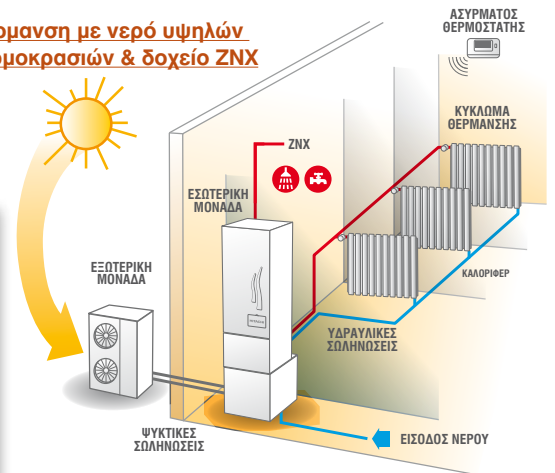 ρμανση με νερό υψηλών
ρμοκρασιών & δοχείο ΖΝΧ
ΑΣΥΡΜΑΤΟΣ
ΘΕΡΜΟΣΤΑΤΗΣ
ΚΥΚΛΩΜΑ
ΘΕΡΜΑΝΣΗΣ
ΖΝΧ
ΕΣΩΤΕΡΙΚΗ
ΜΟΝΑΔΑ
ΕΞΩΤΕΡΙΚΗ
ΜΟΝΑΔΑ
ΚΑΛΟΡΙΦΕΡ
ΥΔΡΑΥΛΙΚΕΣ
ΣΩΛΗΝΩΣΕΙΣ
ΨΥΚΤΙΚΕΣ
ΣΩΛΗΝΩΣΕΙΣ
ΕΙΣΟΔΟΣ ΝΕΡΟΥ